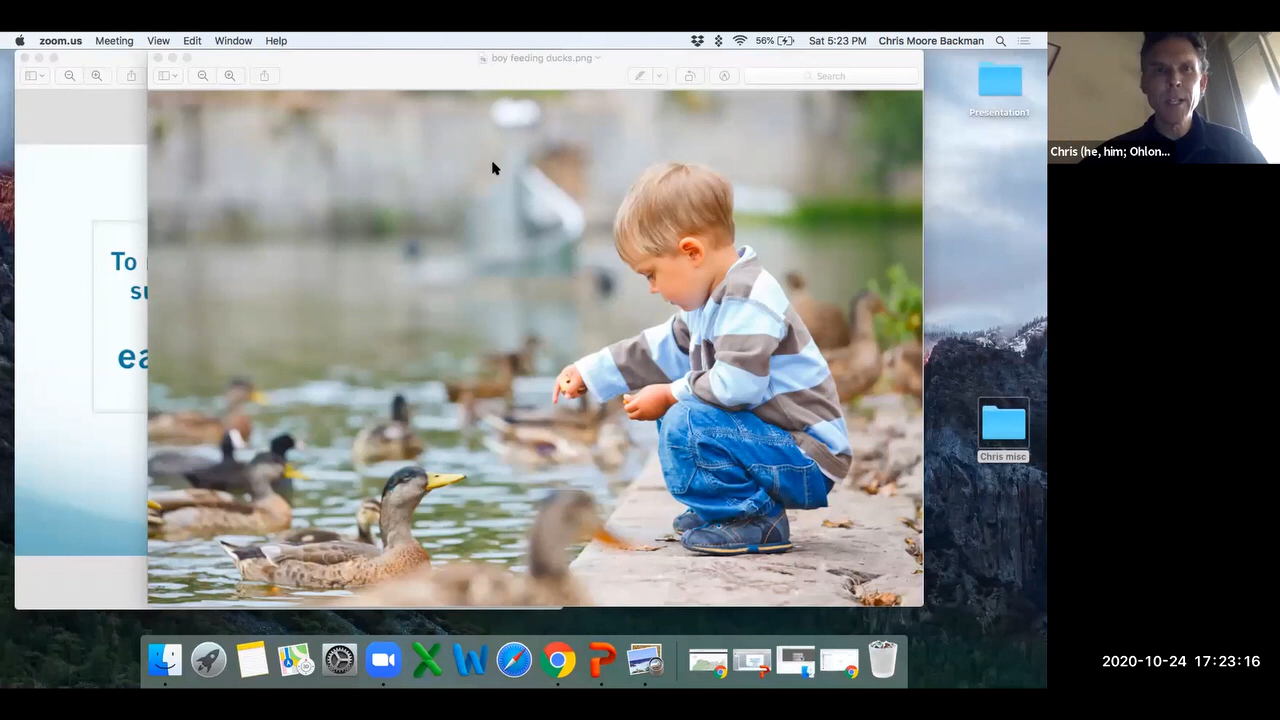 zoom.us Meeting View Edit Window Help 56% Sat 5:23 PM Chris Moore Backman
boy feeding ducks.png
Search
Presentation1
Chris (he, him; Ohlon...
To
su
ea
Chris misc
2020-10-24 17:23:16